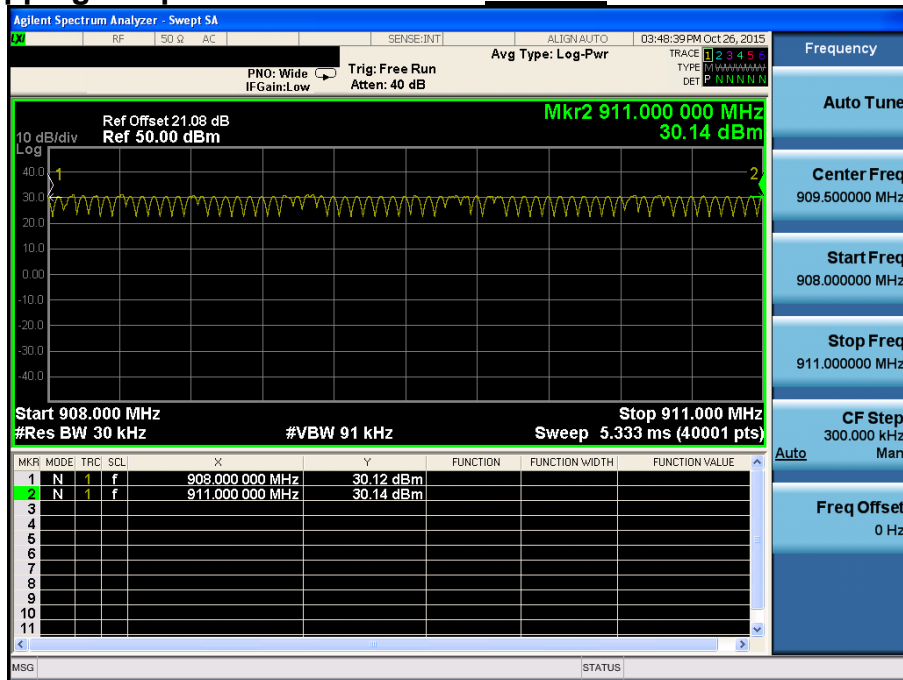 Agilent Spectrum Analyzer - Swept SA
LXI RF 50 Ω AC SENSE:INT ALIGN AUTO 03:48:39 PM Oct 26, 2015
Frequency
Avg Type: Log-Pwr
TRACE 1 2 3 4 5 6
PNO: Wide Trig: Free Run
TYPE MWWWWW
IFGain:Low Atten: 40 dB
DET P N N N N N
Auto Tune
Mkr2 911.000 000 MHz
Ref Offset 21.08 dB
10 dB/div Ref 50.00 dBm 30.14 dBm
Log
40.0
30.0
20.0
10.0
0.00
-10.0
-20.0
-30.0
-40.0
1
2
Center Freq
909.500000 MHz
Start Freq
908.000000 MHz
Stop Freq
911.000000 MHz
Start 908.000 MHz Stop 911.000 MHz
#Res BW 30 kHz #VBW 91 kHz Sweep 5.333 ms (40001 pts)
CF Step
300.000 kHz
Auto Man
MKR MODE TRC SCL X Y FUNCTION FUNCTION WIDTH FUNCTION VALUE
1 N 1 f 908.000 000 MHz 30.12 dBm
2 N 1 f 911.000 000 MHz 30.14 dBm
3
4
5
6
7
8
9
10
11
Freq Offset
0 Hz
MSG STATUS